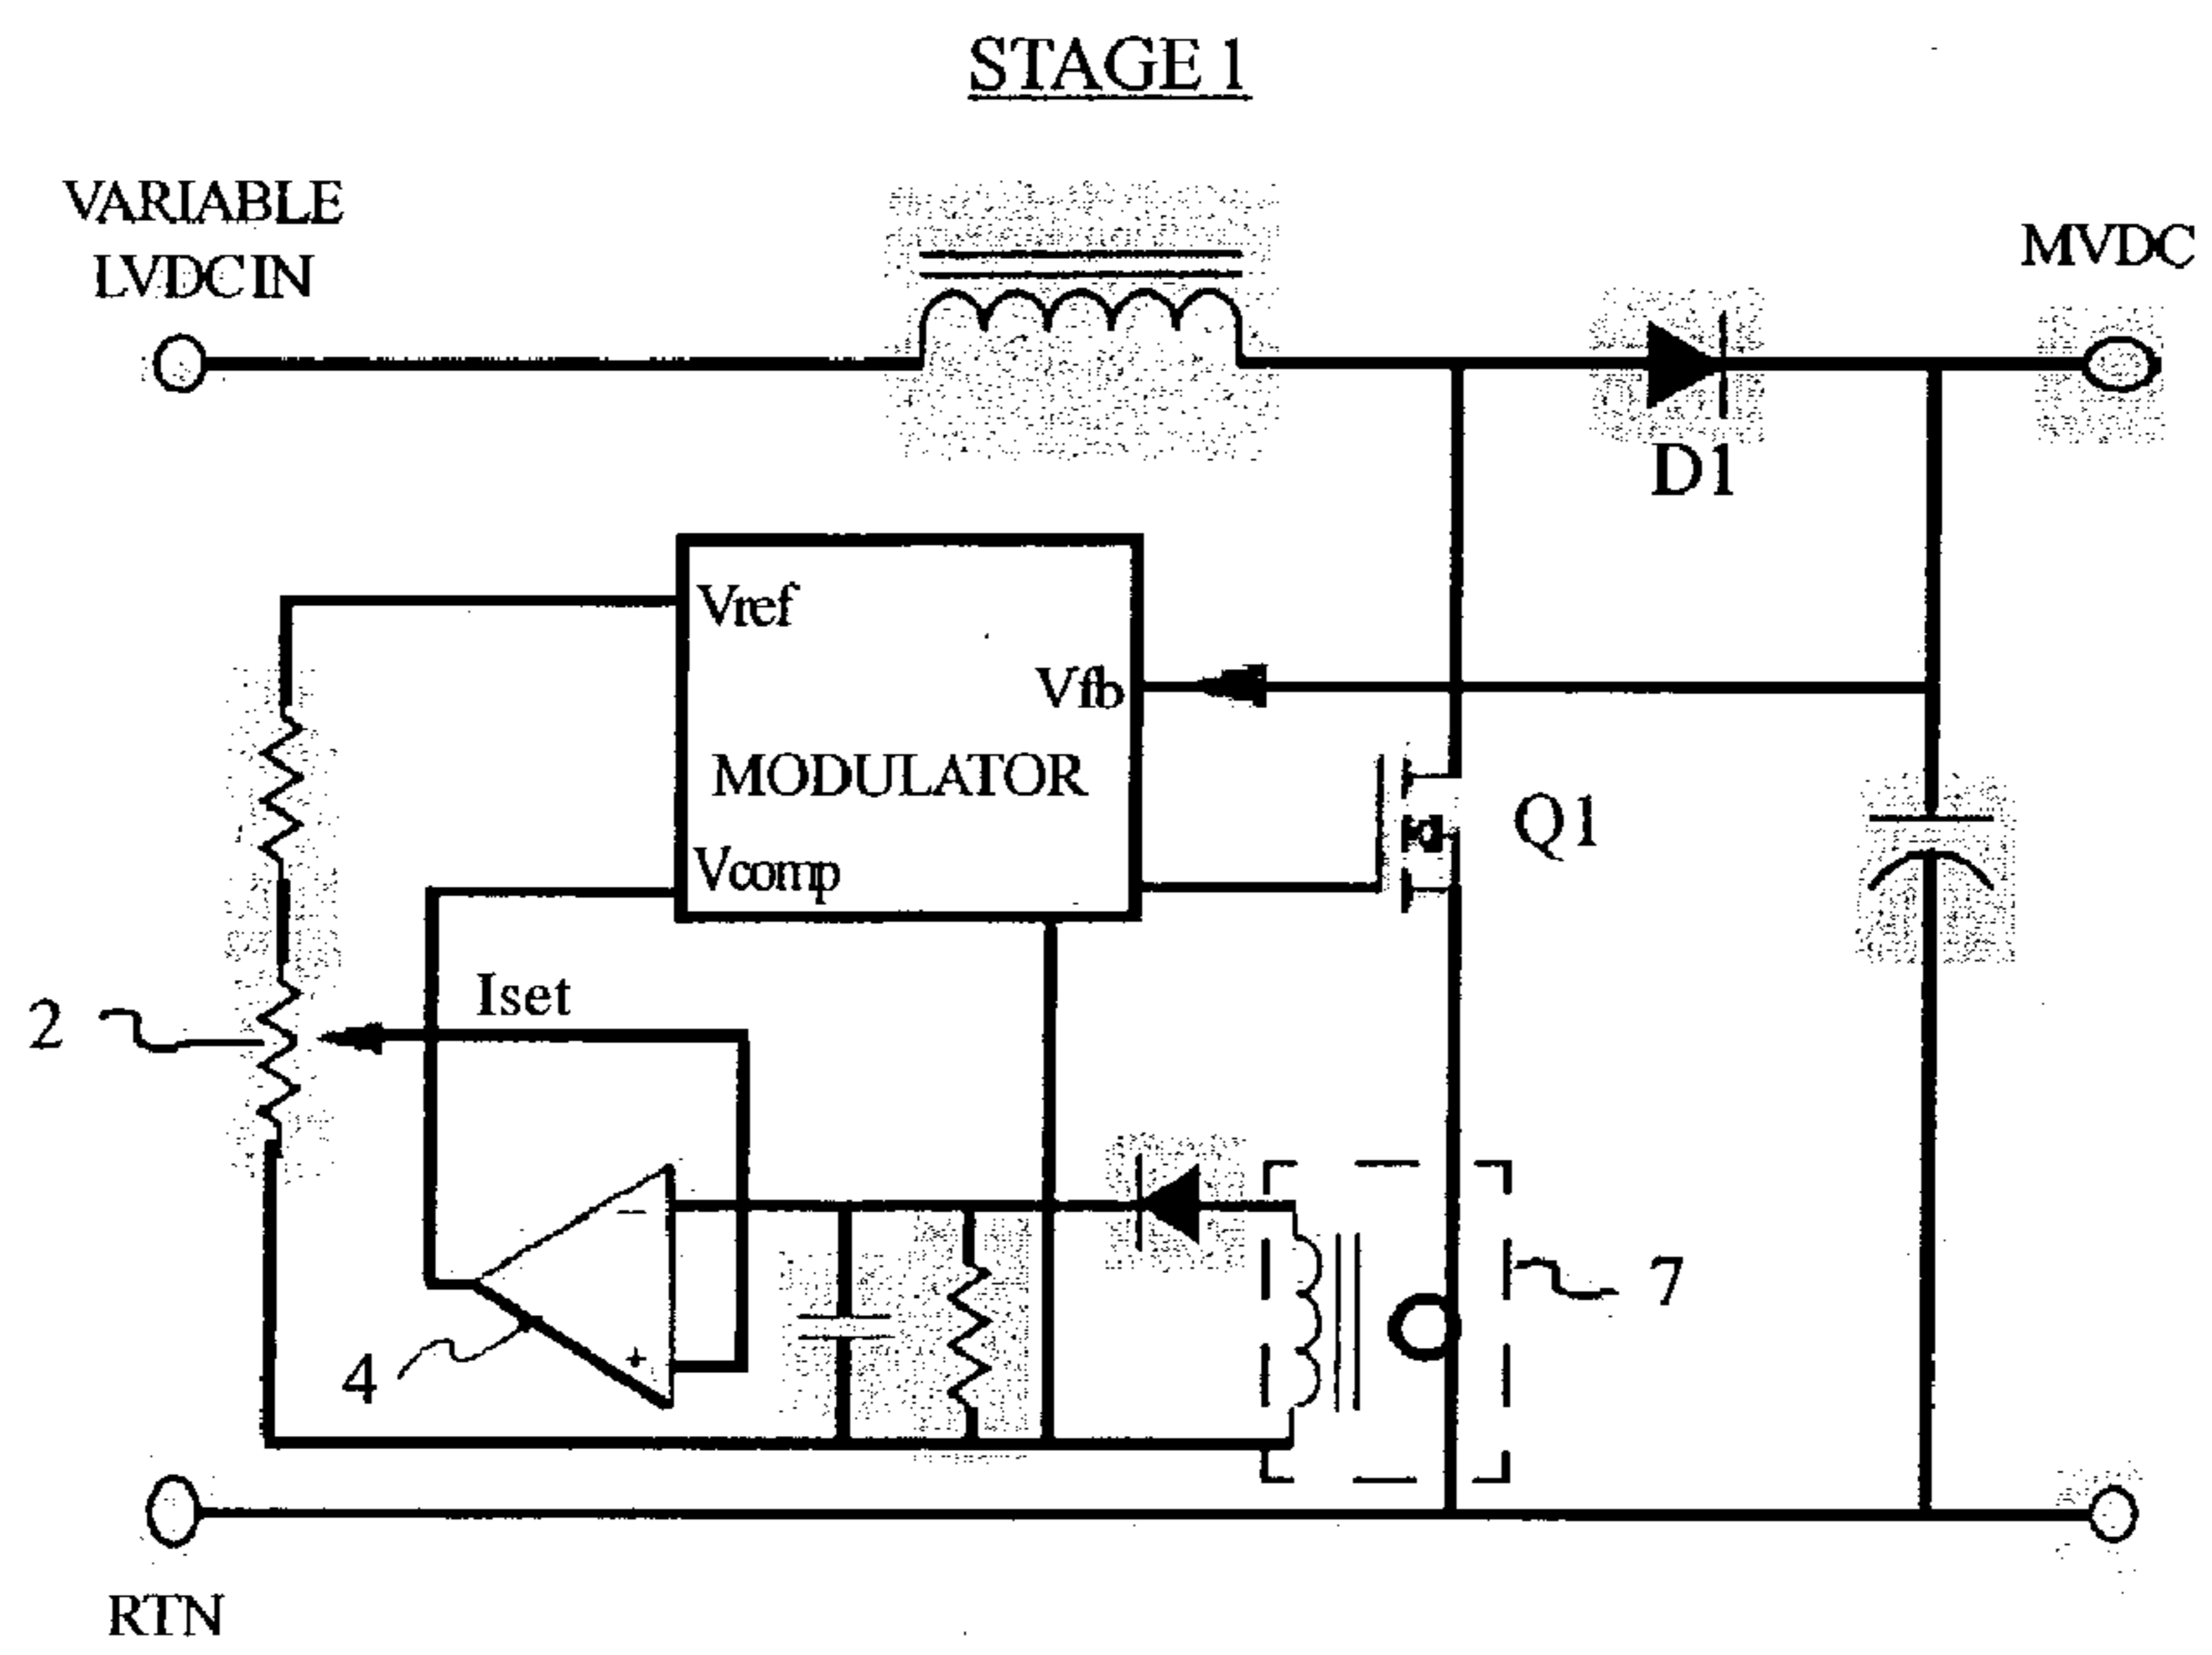 STAGE 1
VARIABLE
LVDC IN
MVDC
D1
Vref
Vfb
MODULATOR
Q1
Vcomp
Iset
2
−
7
+
4
RTN